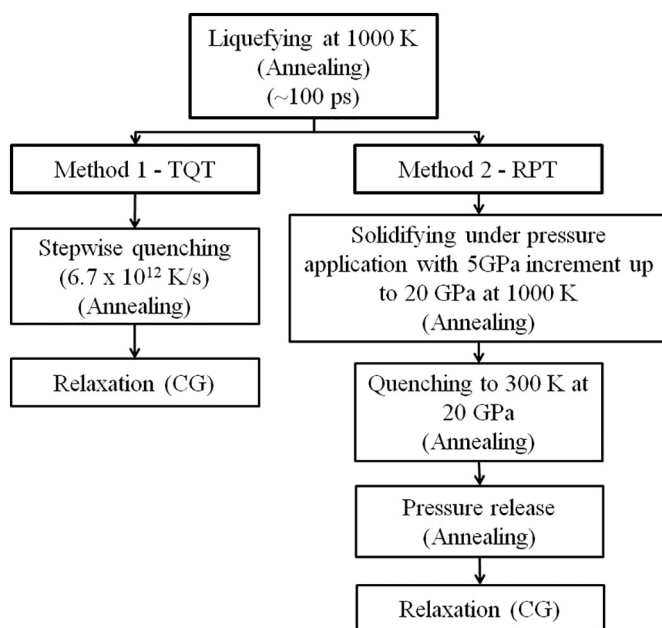 Liquefying at 1000 K
(Annealing)
(~100 ps)
Method 1 - TQT
Method 2 - RPT
Stepwise quenching
(6.7 x 10¹² K/s)
(Annealing)
Relaxation (CG)
Solidifying under pressure
application with 5GPa increment up
to 20 GPa at 1000 K
(Annealing)
Quenching to 300 K at
20 GPa
(Annealing)
Pressure release
(Annealing)
Relaxation (CG)